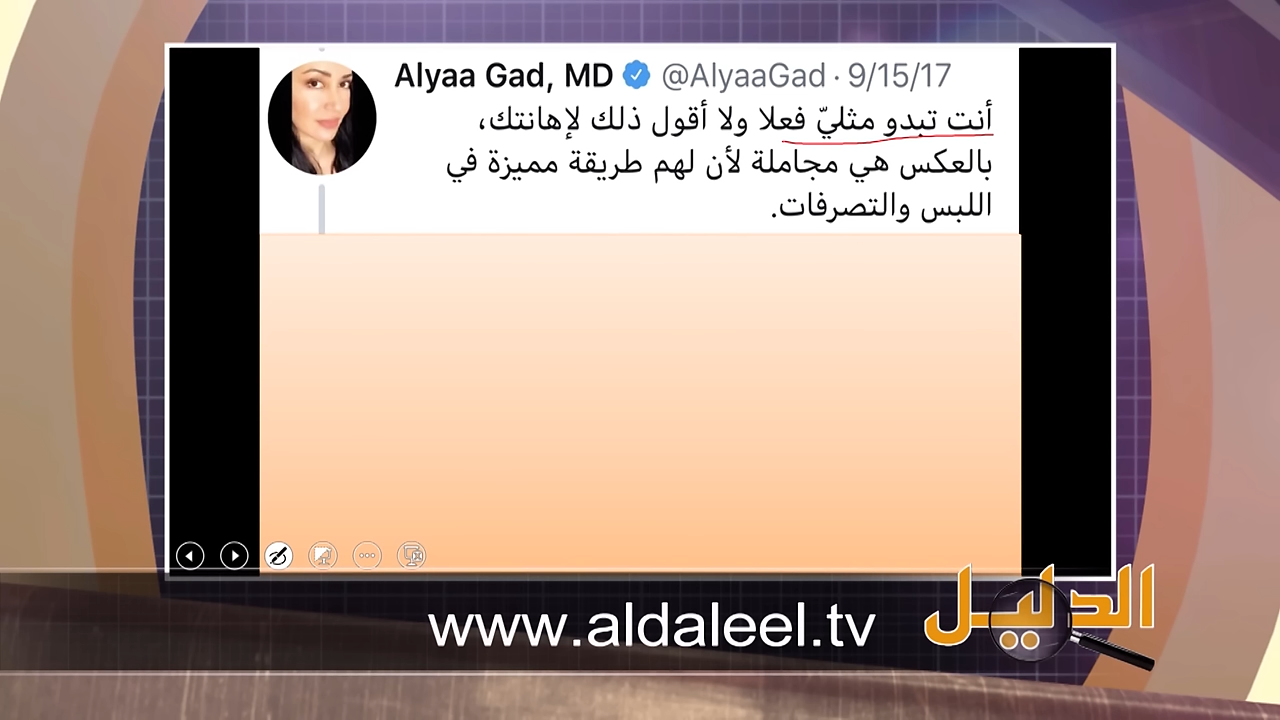 Alyaa Gad, MD @AlyaaGad · 9/15/17
أنت تبدو مثليّ فعلا ولا أقول ذلك لإهانتك،
بالعكس هي مجاملة لأن لهم طريقة مميزة في
اللبس والتصرفات.
www.aldaleel.tv
الدليل